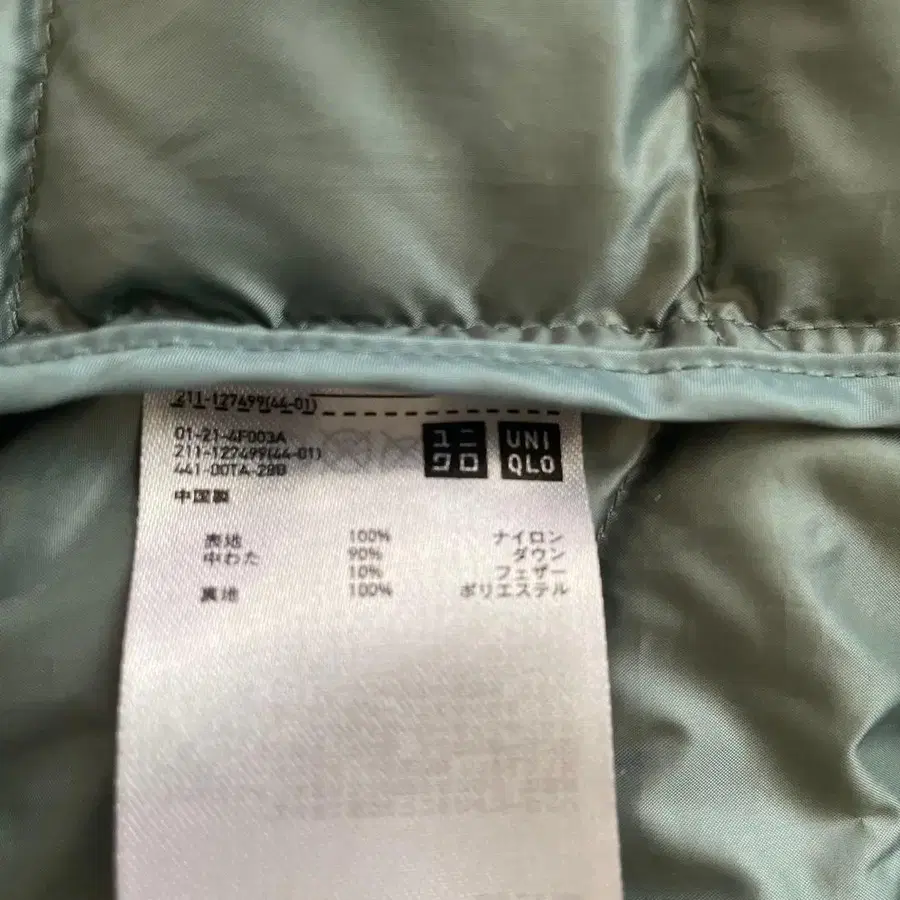 211-127499(44-01)
01-21-4F003A
211-127499(44-01)
441-00TA-28B
中国製
ユニ
クロ
UNI
QLO
表地 100% ナイロン
中わた 90% ダウン
10% フェザー
裏地 100% ポリエステル